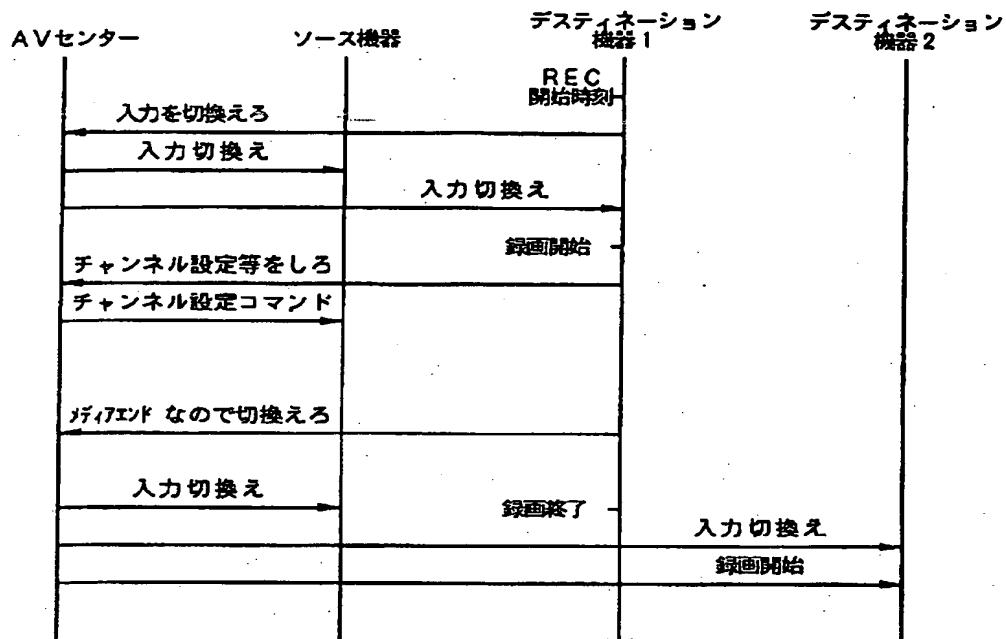 AVセンター
ソース機器
デスティネーション
機器1
デスティネーション
機器2
REC
開始時刻
入力を切換えろ
入力切換え
入力切換え
録画開始
チャンネル設定等をしろ
チャンネル設定コマンド
メディアエンド なので切換えろ
入力切換え
録画終了
入力切換え
録画開始